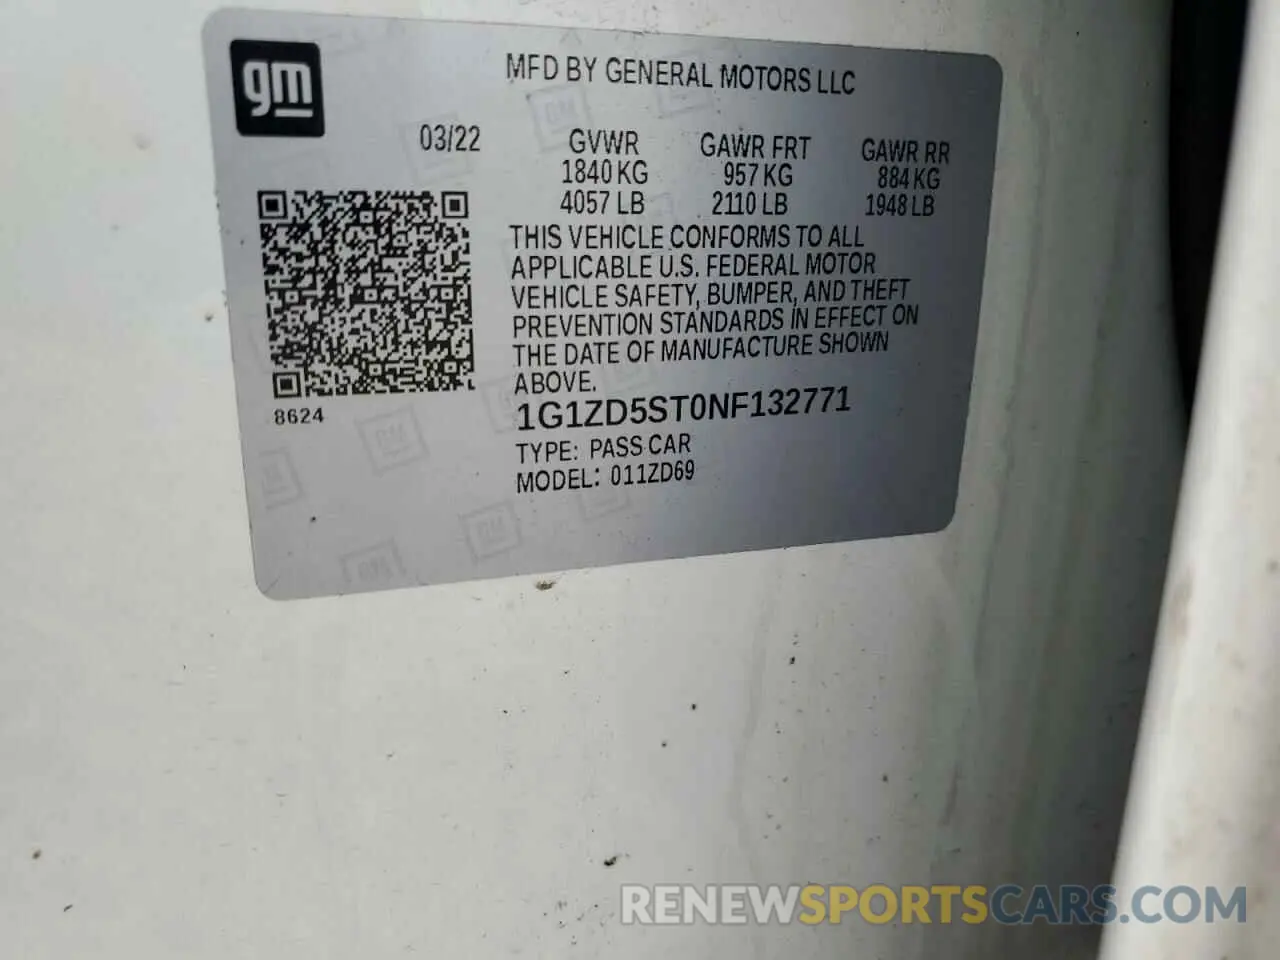 gm
MFD BY GENERAL MOTORS LLC
03/22 GVWR GAWR FRT GAWR RR
1840 KG 957 KG 884 KG
4057 LB 2110 LB 1948 LB
THIS VEHICLE CONFORMS TO ALL
APPLICABLE U.S. FEDERAL MOTOR
VEHICLE SAFETY, BUMPER, AND THEFT
PREVENTION STANDARDS IN EFFECT ON
THE DATE OF MANUFACTURE SHOWN
ABOVE.
8624
1G1ZD5ST0NF132771
TYPE: PASS CAR
MODEL: 011ZD69
RENEWSPORTSCARS.COM